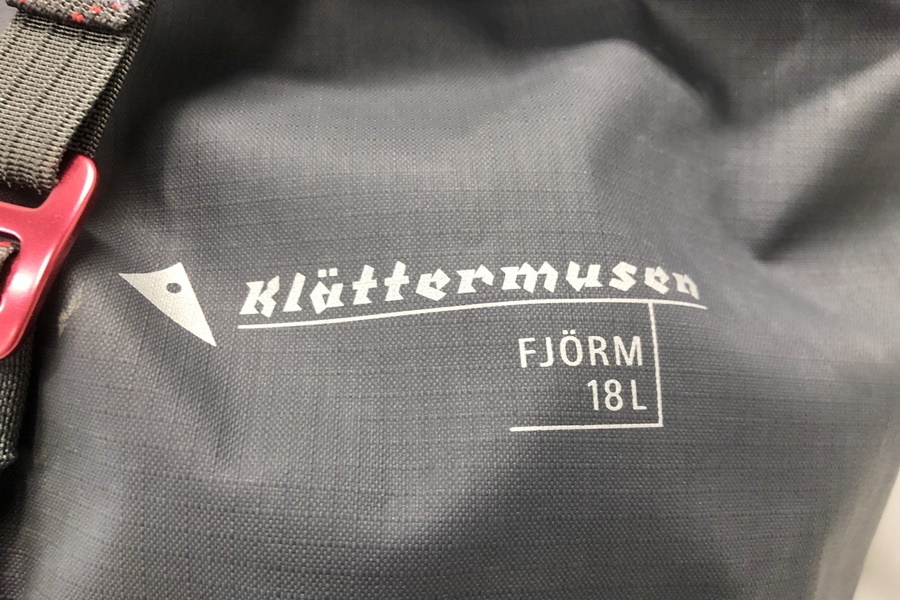 Klättermusen
FJÖRM
18L